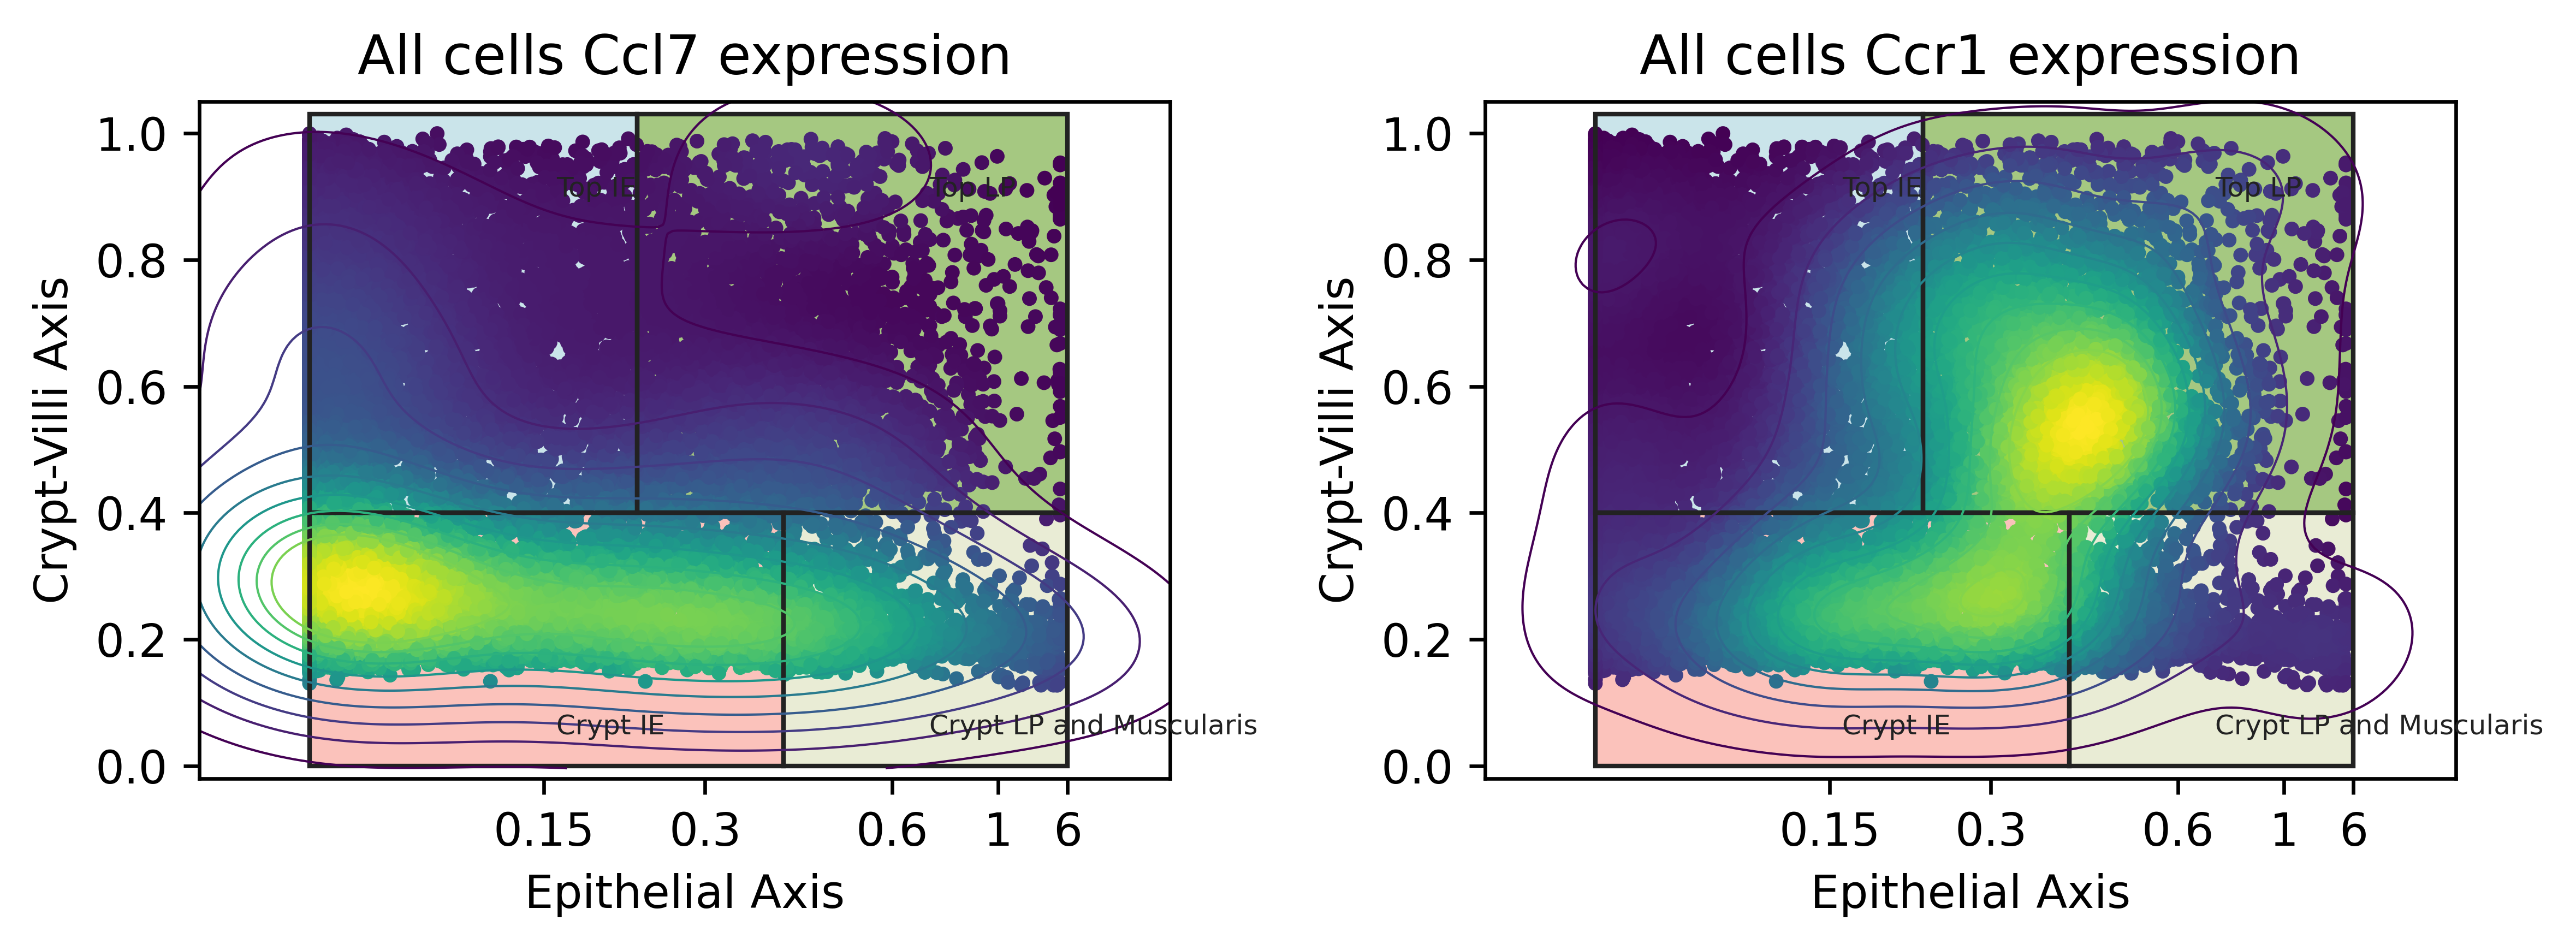 All cells Ccl7 expression
Crypt-Villi Axis
1.0
0.8
0.6
0.4
0.2
0.0
Top IE
Top LP
Crypt IE
Crypt LP and Muscularis
0.15
0.3
0.6
1
6
Epithelial Axis
All cells Ccr1 expression
Crypt-Villi Axis
1.0
0.8
0.6
0.4
0.2
0.0
Top IE
Top LP
Crypt IE
Crypt LP and Muscularis
0.15
0.3
0.6
1
6
Epithelial Axis